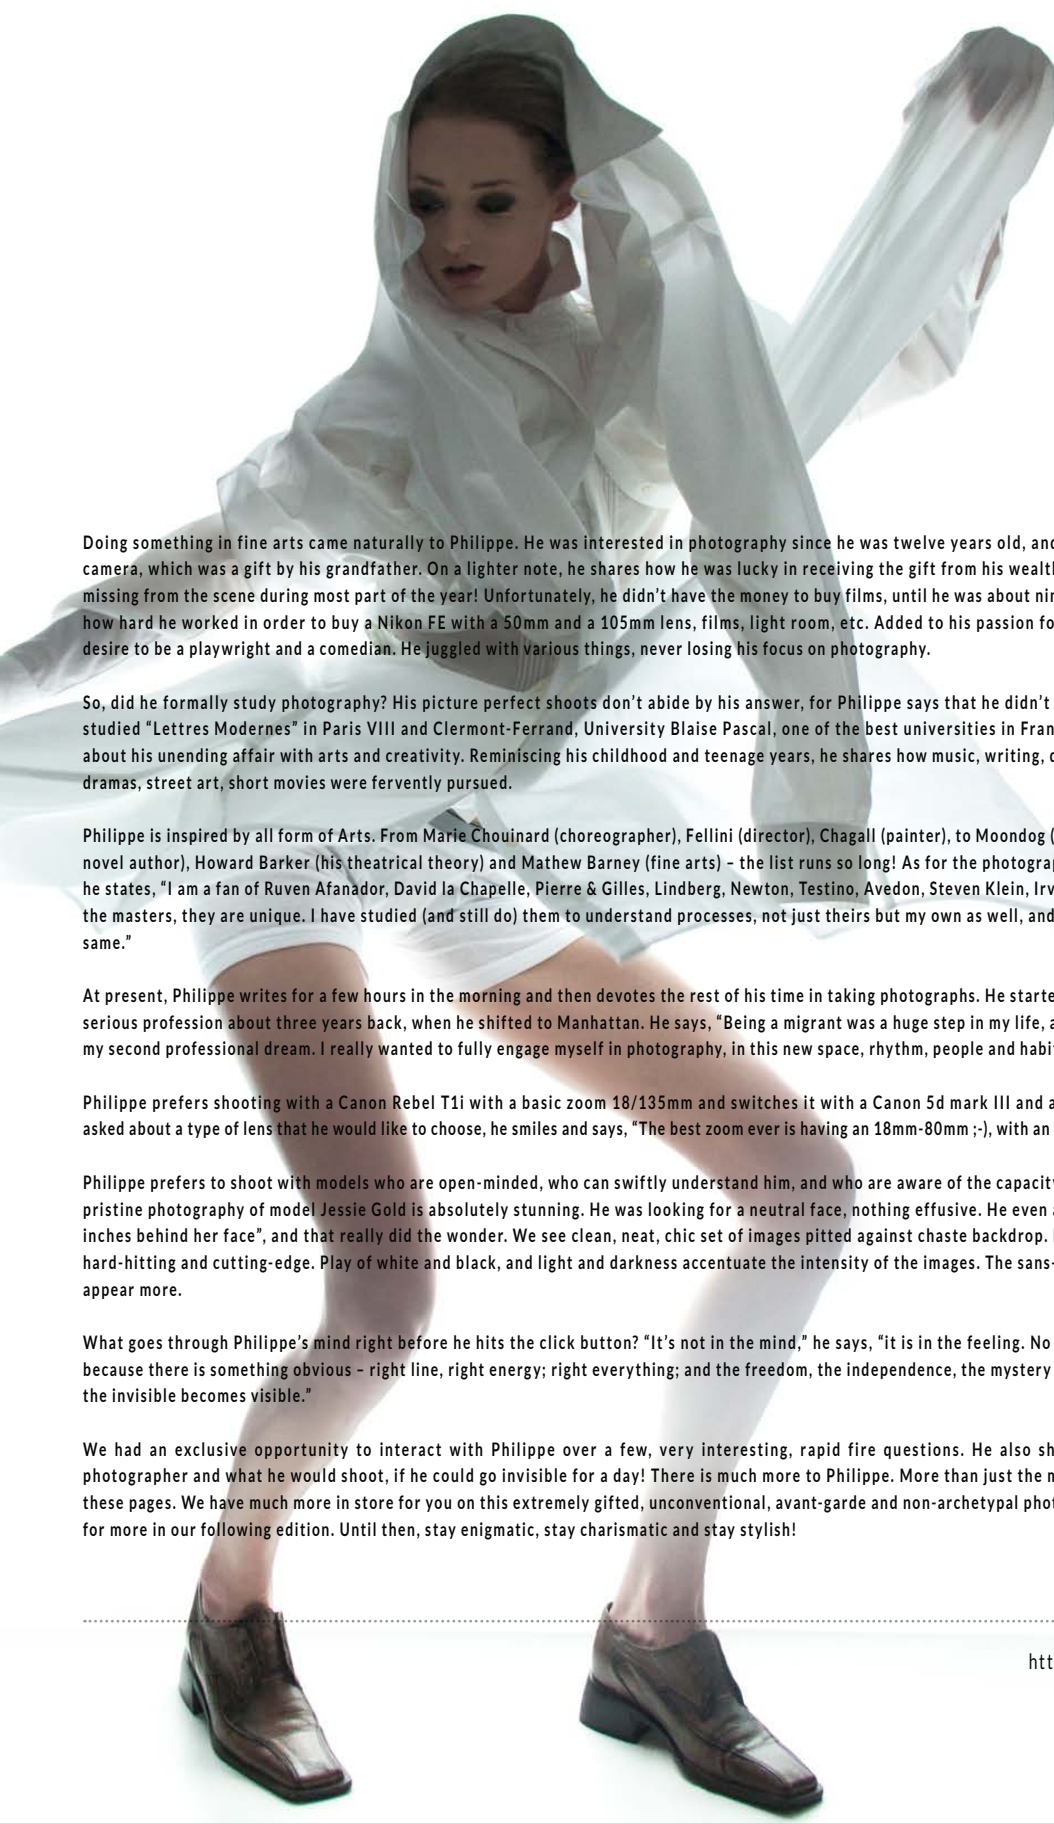 Doing something in fine arts came naturally to Philippe. He was interested in photography since he was twelve years old, and
camera, which was a gift by his grandfather. On a lighter note, he shares how he was lucky in receiving the gift from his wealt
missing from the scene during most part of the year! Unfortunately, he didn’t have the money to buy films, until he was about
how hard he worked in order to buy a Nikon FE with a 50mm and a 105mm lens, films, light room, etc. Added to his passion fo
desire to be a playwright and a comedian. He juggled with various things, never losing his focus on photography.
So, did he formally study photography? His picture perfect shoots don’t abide by his answer, for Philippe says that he didn’t
studied “Lettres Modernes” in Paris VIII and Clermont-Ferrand, University Blaise Pascal, one of the best universities in Fran
about his unending affair with arts and creativity. Reminiscing his childhood and teenage years, he shares how music, writing,
dramas, street art, short movies were fervently pursued.
Philippe is inspired by all form of Arts. From Marie Chouinard (choreographer), Fellini (director), Chagall (painter), to Moondog (
novel author), Howard Barker (his theatrical theory) and Mathew Barney (fine arts) – the list runs so long! As for the photogra
he states, “I am a fan of Ruven Afanador, David la Chapelle, Pierre & Gilles, Lindberg, Newton, Testino, Avedon, Steven Klein, Irv
the masters, they are unique. I have studied (and still do) them to understand processes, not just theirs but my own as well, and
same.”
At present, Philippe writes for a few hours in the morning and then devotes the rest of his time in taking photographs. He starte
serious profession about three years back, when he shifted to Manhattan. He says, “Being a migrant was a huge step in my life, a
my second professional dream. I really wanted to fully engage myself in photography, in this new space, rhythm, people and habi
Philippe prefers shooting with a Canon Rebel T1i with a basic zoom 18/135mm and switches it with a Canon 5d mark III and a
asked about a type of lens that he would like to choose, he smiles and says, “The best zoom ever is having an 18mm-80mm ;-), with an
Philippe prefers to shoot with models who are open-minded, who can swiftly understand him, and who are aware of the capacity
pristine photography of model Jessie Gold is absolutely stunning. He was looking for a neutral face, nothing effusive. He even a
inches behind her face”, and that really did the wonder. We see clean, neat, chic set of images pitted against chaste backdrop.
hard-hitting and cutting-edge. Play of white and black, and light and darkness accentuate the intensity of the images. The sans-
appear more.
What goes through Philippe’s mind right before he hits the click button? “It’s not in the mind,” he says, “it is in the feeling. No
because there is something obvious – right line, right energy; right everything; and the freedom, the independence, the mystery
the invisible becomes visible.”
We had an exclusive opportunity to interact with Philippe over a few, very interesting, rapid fire questions. He also sh
photographer and what he would shoot, if he could go invisible for a day! There is much more to Philippe. More than just the
these pages. We have much more in store for you on this extremely gifted, unconventional, avant-garde and non-archetypal phot
for more in our following edition. Until then, stay enigmatic, stay charismatic and stay stylish!
htt